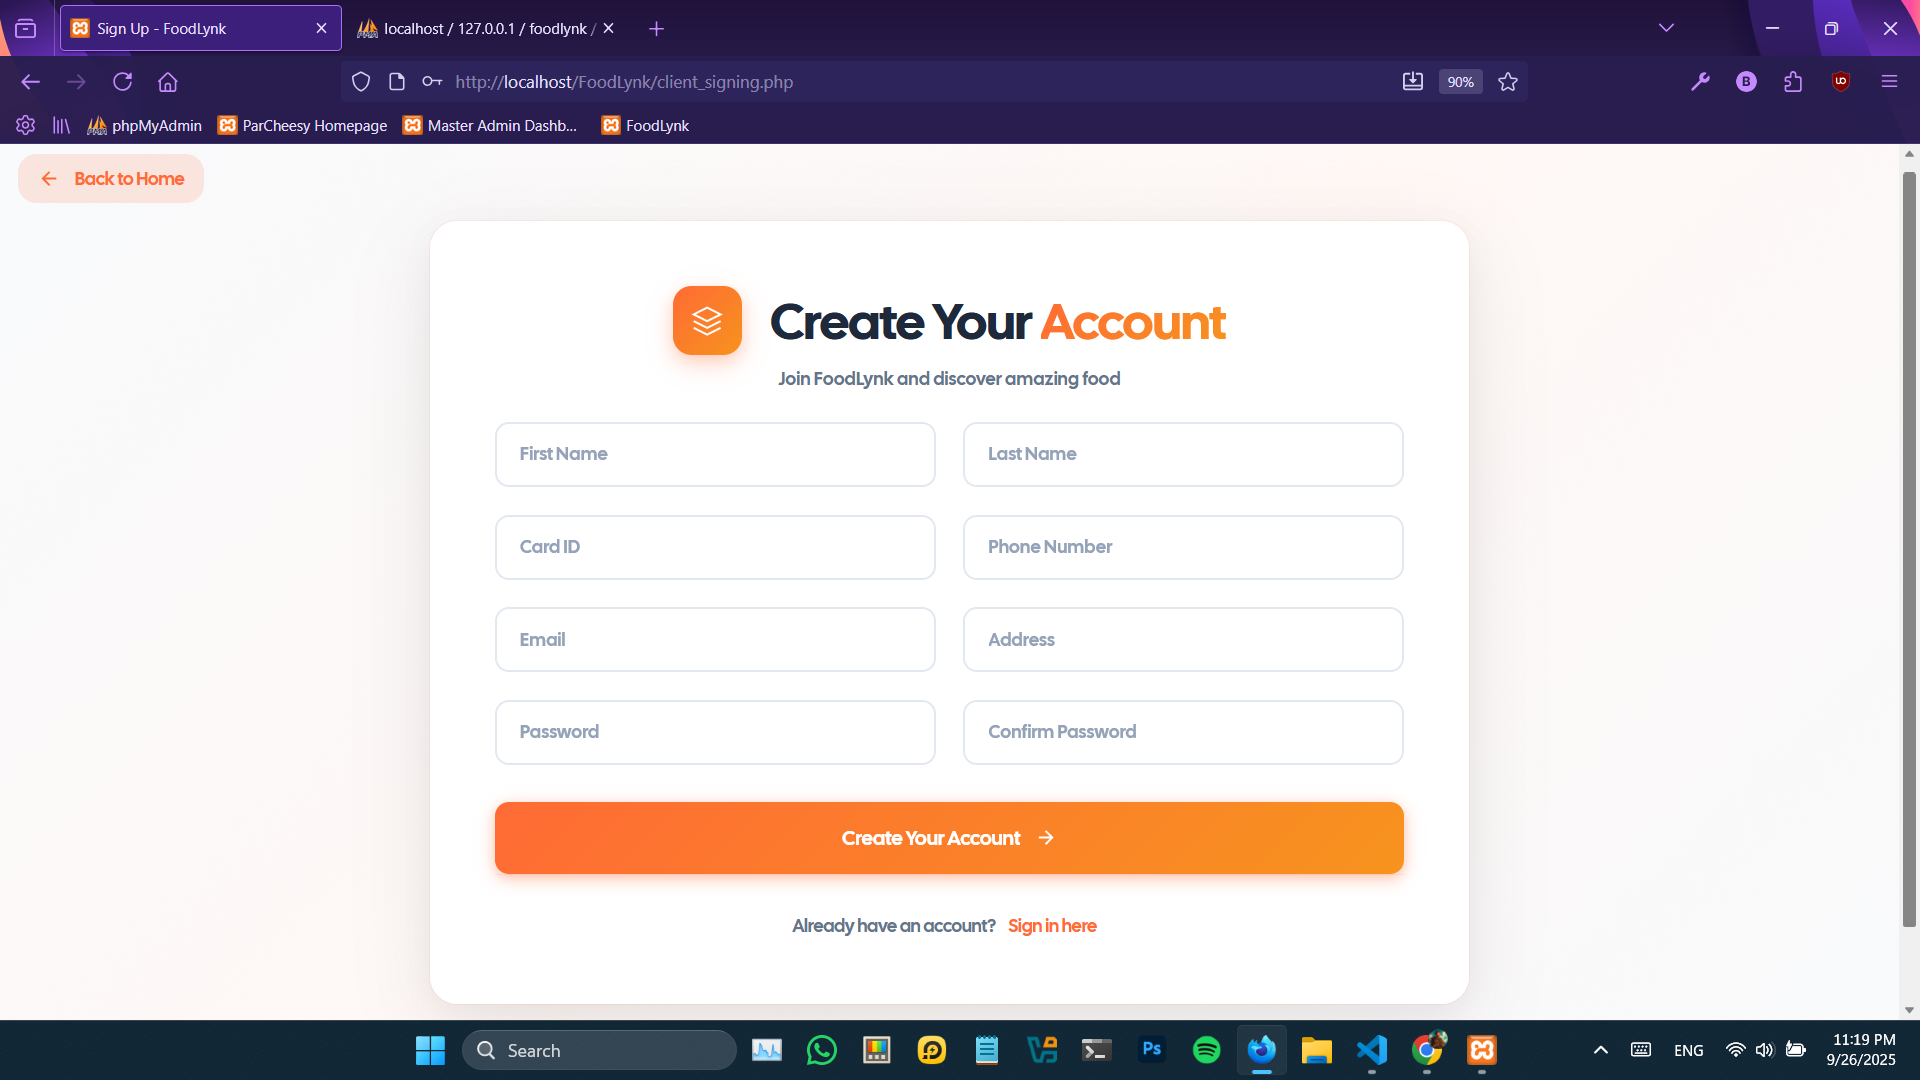 Sign Up - FoodLynk
localhost / 127.0.0.1 / foodlynk /
http://localhost/FoodLynk/client_signing.php
90%
B
phpMyAdmin
ParCheesy Homepage
Master Admin Dashb...
FoodLynk
Back to Home
Create Your Account
Join FoodLynk and discover amazing food
First Name
Last Name
Card ID
Phone Number
Email
Address
Password
Confirm Password
Create Your Account
Already have an account? Sign in here
Search
Ps
ENG
11:19 PM
9/26/2025